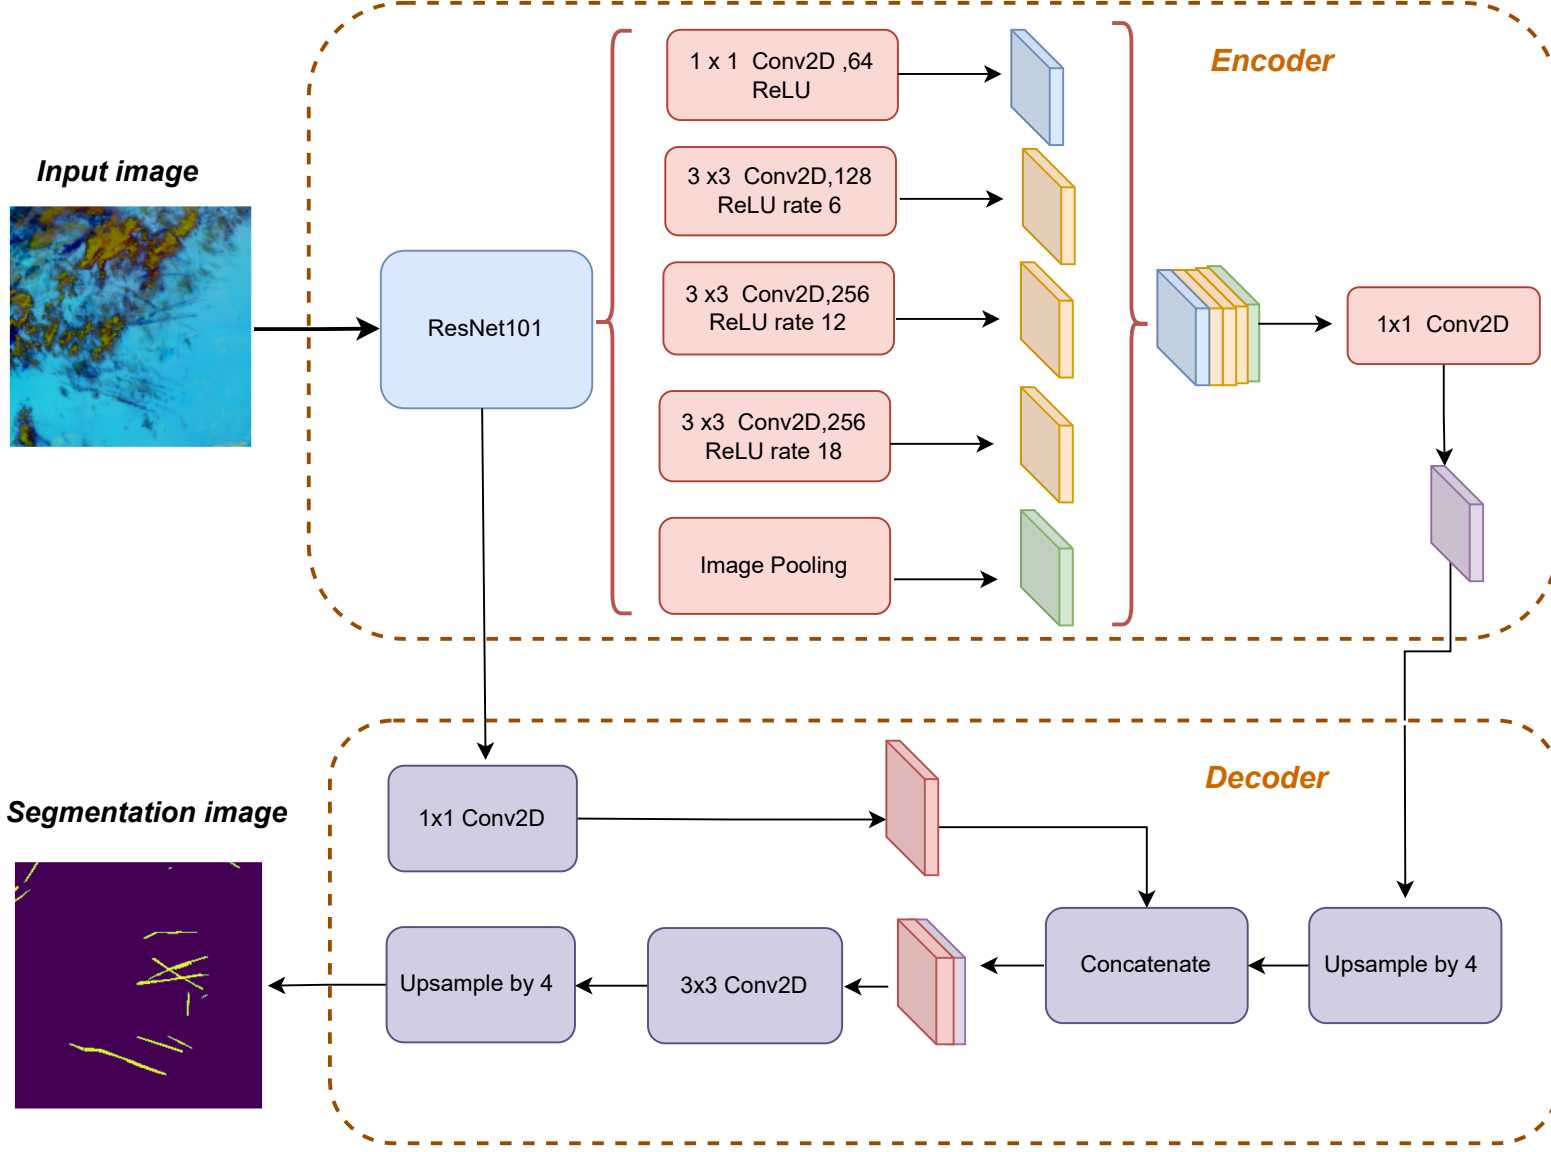 Encoder
Input image
ResNet101
1 x 1 Conv2D ,64
ReLU
3 x3 Conv2D,128
ReLU rate 6
3 x3 Conv2D,256
ReLU rate 12
3 x3 Conv2D,256
ReLU rate 18
Image Pooling
1x1 Conv2D
Decoder
Segmentation image
1x1 Conv2D
Upsample by 4
3x3 Conv2D
Concatenate
Upsample by 4